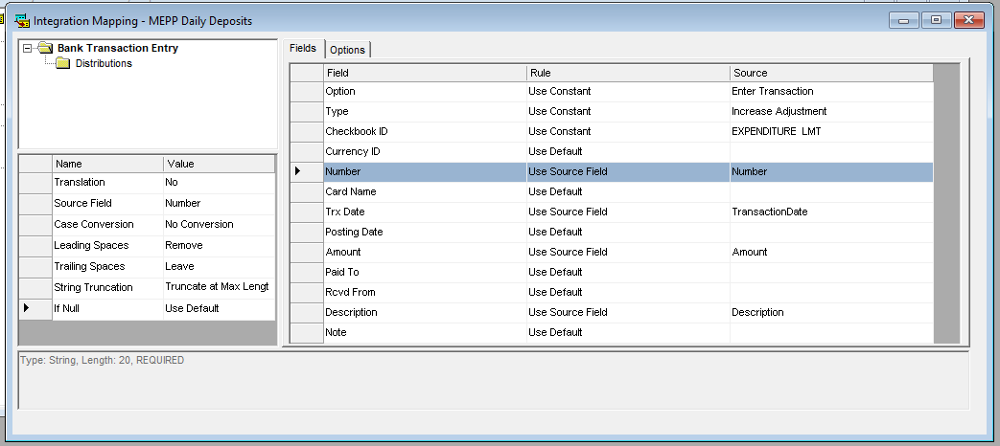 Integration Mapping - MEPP Daily Deposits
Bank Transaction Entry
Distributions
Name Value
Translation No
Source Field Number
Case Conversion No Conversion
Leading Spaces Remove
Trailing Spaces Leave
String Truncation Truncate at Max Lengt
If Null Use Default
Fields Options
Field Rule Source
Option Use Constant Enter Transaction
Type Use Constant Increase Adjustment
Checkbook ID Use Constant EXPENDITURE LMT
Currency ID Use Default
Number Use Source Field Number
Card Name Use Default
Trx Date Use Source Field TransactionDate
Posting Date Use Default
Amount Use Source Field Amount
Paid To Use Default
Rcvd From Use Default
Description Use Source Field Description
Note Use Default
Type: String, Length: 20, REQUIRED